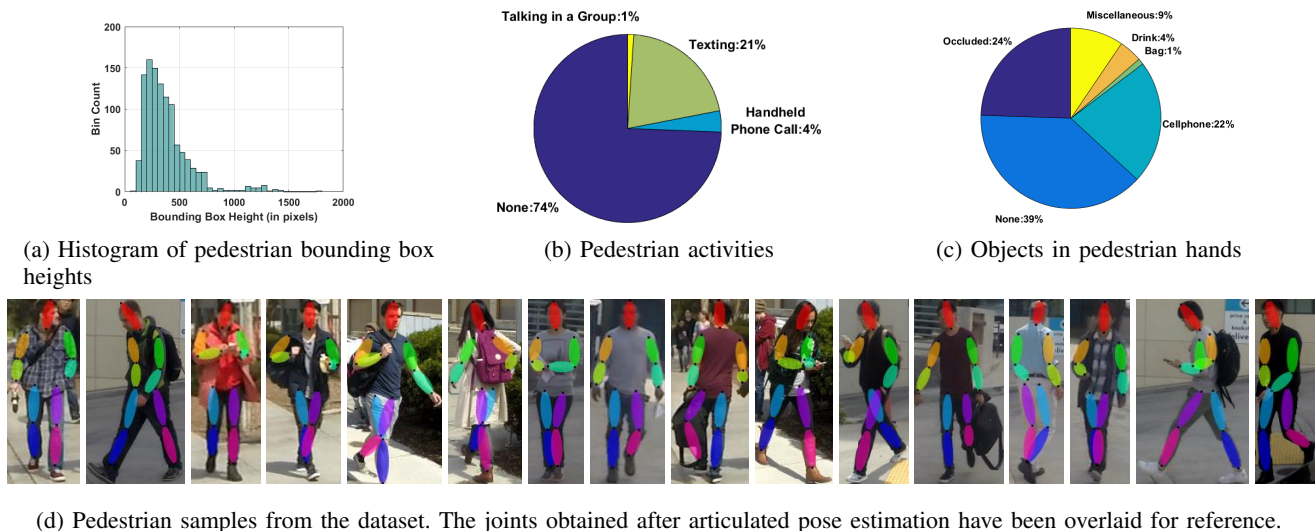 200
150
100
50
0
Bin Count
0
500
1000
1500
2000
Bounding Box Height (in pixels)
(a) Histogram of pedestrian bounding box
heights
Talking in a Group:1%
Texting:21%
Handheld
Phone Call:4%
None:74%
(b) Pedestrian activities
Miscellaneous:9%
Drink:4%
Bag:1%
Occluded:24%
Cellphone:22%
None:39%
(c) Objects in pedestrian hands
(d) Pedestrian samples from the dataset. The joints obtained after articulated pose estimation have been overlaid for reference.